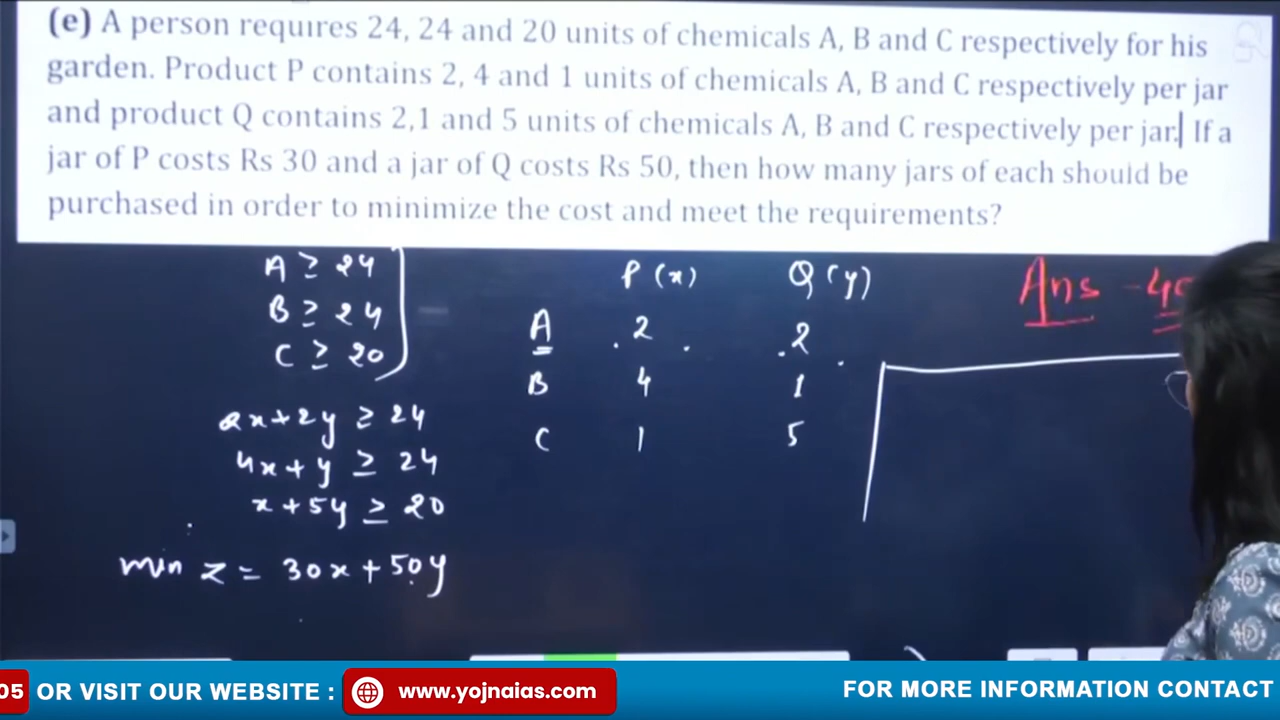 (e) A person requires 24, 24 and 20 units of chemicals A, B and C respectively for his
garden. Product P contains 2, 4 and 1 units of chemicals A, B and C respectively per jar
and product Q contains 2,1 and 5 units of chemicals A, B and C respectively per jar. If a
jar of P costs Rs 30 and a jar of Q costs Rs 50, then how many jars of each should be
purchased in order to minimize the cost and meet the requirements?
A ≥ 24
B ≥ 24
C ≥ 20
2x+2y ≥ 24
4x+y ≥ 24
x+5y ≥ 20
min z = 30x+50y
P (x) Q (y)
A 2 2
B 4 1
C 1 5
Ans -
05 OR VISIT OUR WEBSITE : www.yojnaias.com FOR MORE INFORMATION CONTACT